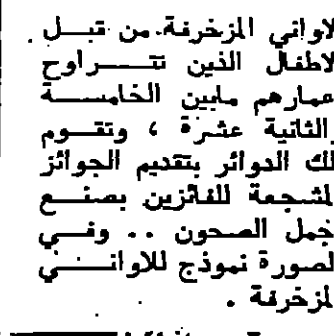 لاواني المزخرفة من قبل
لاطفال الذين تتراوح
عمارهم مابين الخامسة
الثانية عشرة ، وتقوم
لك الدوائر بتقديم الجوائز
لمشجعة للفائزين بصنع
جمل الصحون .. وفي
لصورة نموذج للاواني
لمزخرفة .